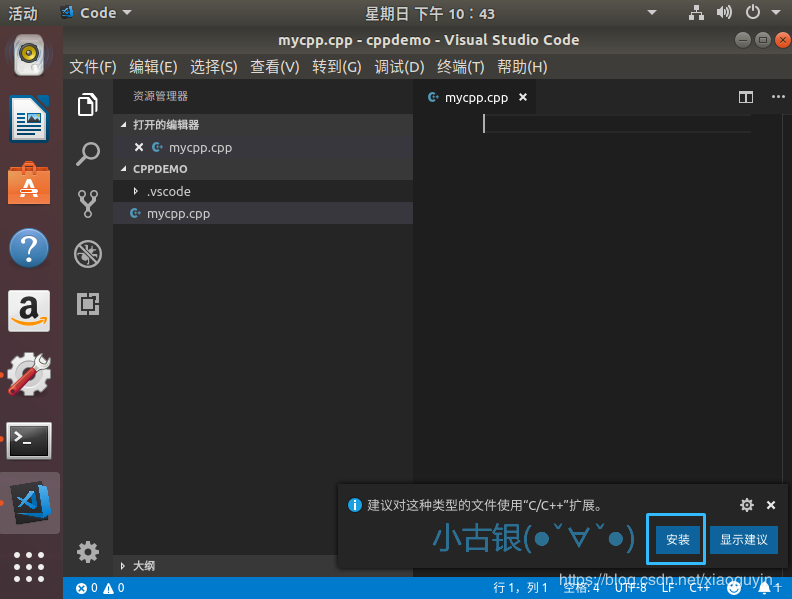 活动 Code 星期日 下午 10：43
mycpp.cpp - cppdemo - Visual Studio Code
文件(F) 编辑(E) 选择(S) 查看(V) 转到(G) 调试(D) 终端(T) 帮助(H)
资源管理器
打开的编辑器
mycpp.cpp
CPPDEMO
.vscode
mycpp.cpp
大纲
mycpp.cpp
建议对这种类型的文件使用“C/C++”扩展。
小古银(●ˇ∀ˇ●)
安装 显示建议
https://blog.csdn.net/xiaoguyin_
0 0 行 1，列 1 空格: 4 UTF-8 LF C++ 1